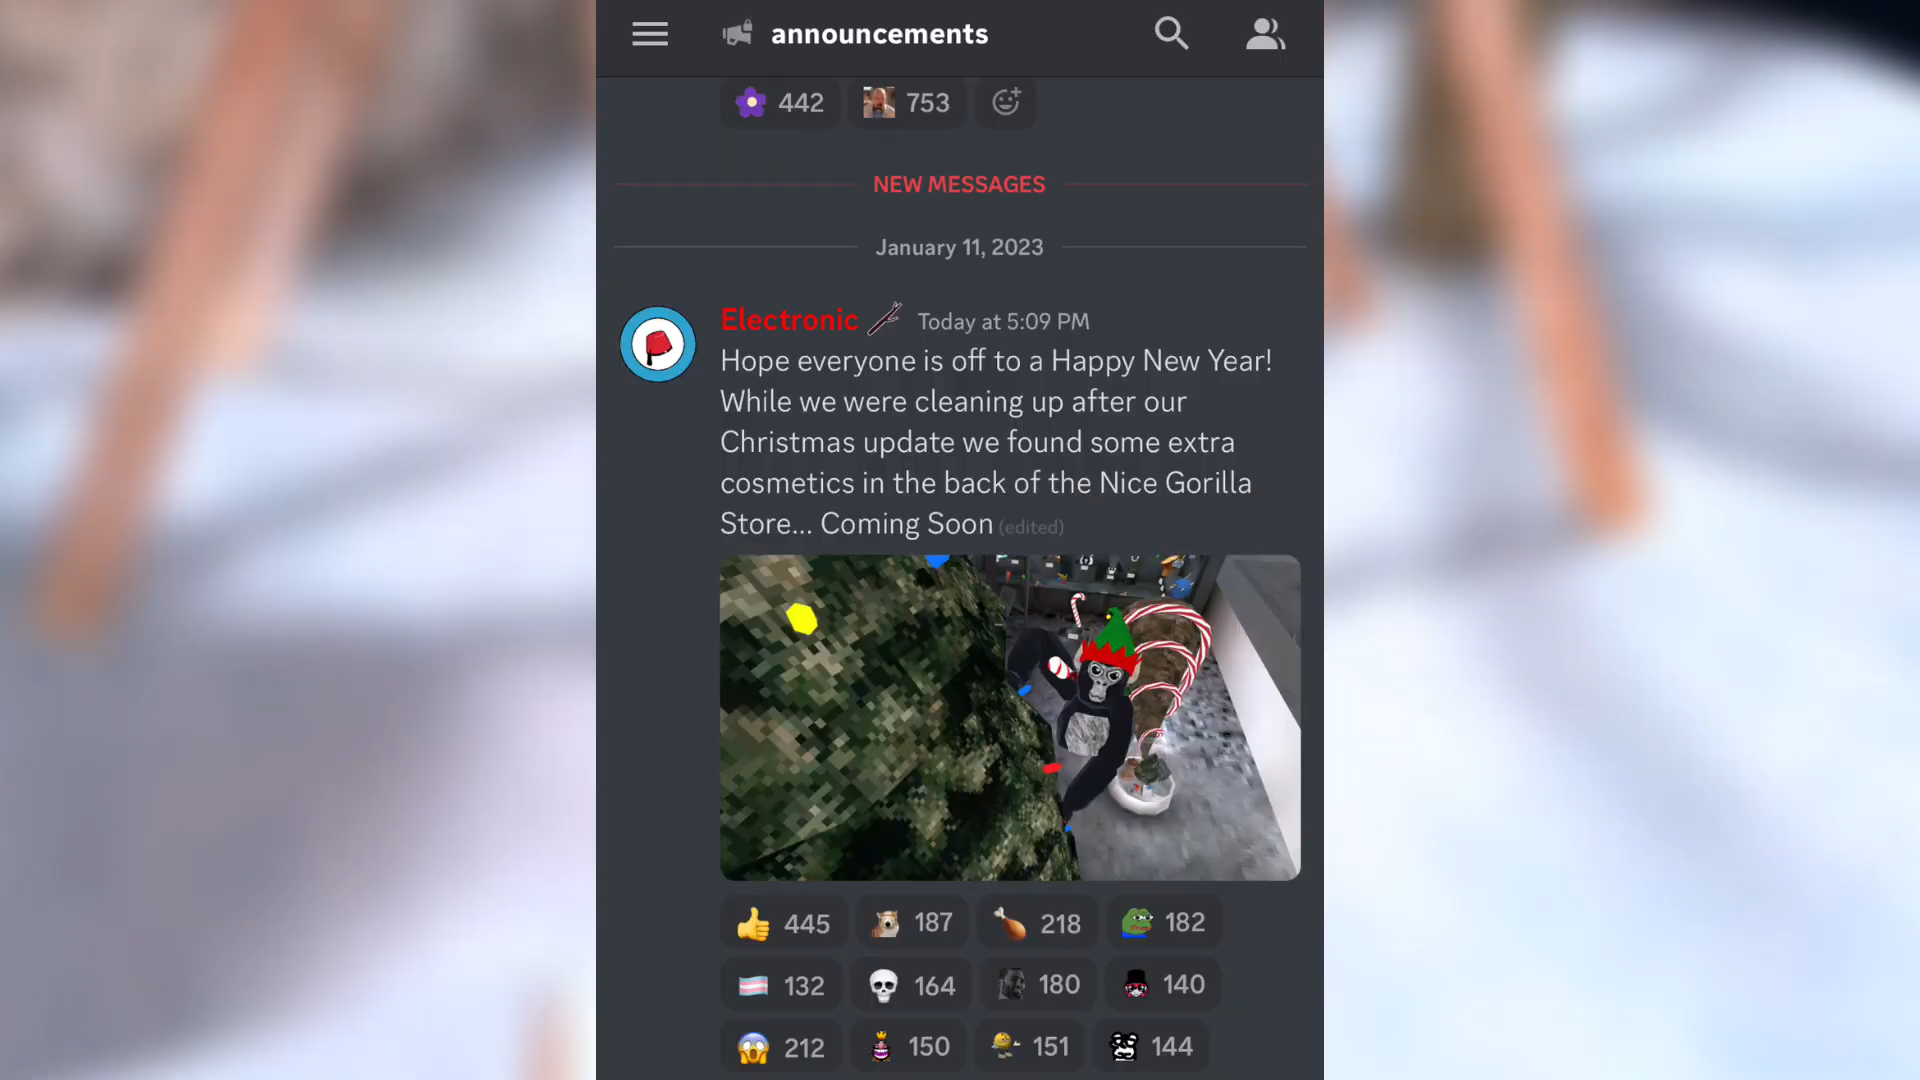 announcements
442 753
NEW MESSAGES
January 11, 2023
Electronic Today at 5:09 PM
Hope everyone is off to a Happy New Year!
While we were cleaning up after our
Christmas update we found some extra
cosmetics in the back of the Nice Gorilla
Store... Coming Soon (edited)
445 187 218 182
132 164 180 140
212 150 151 144